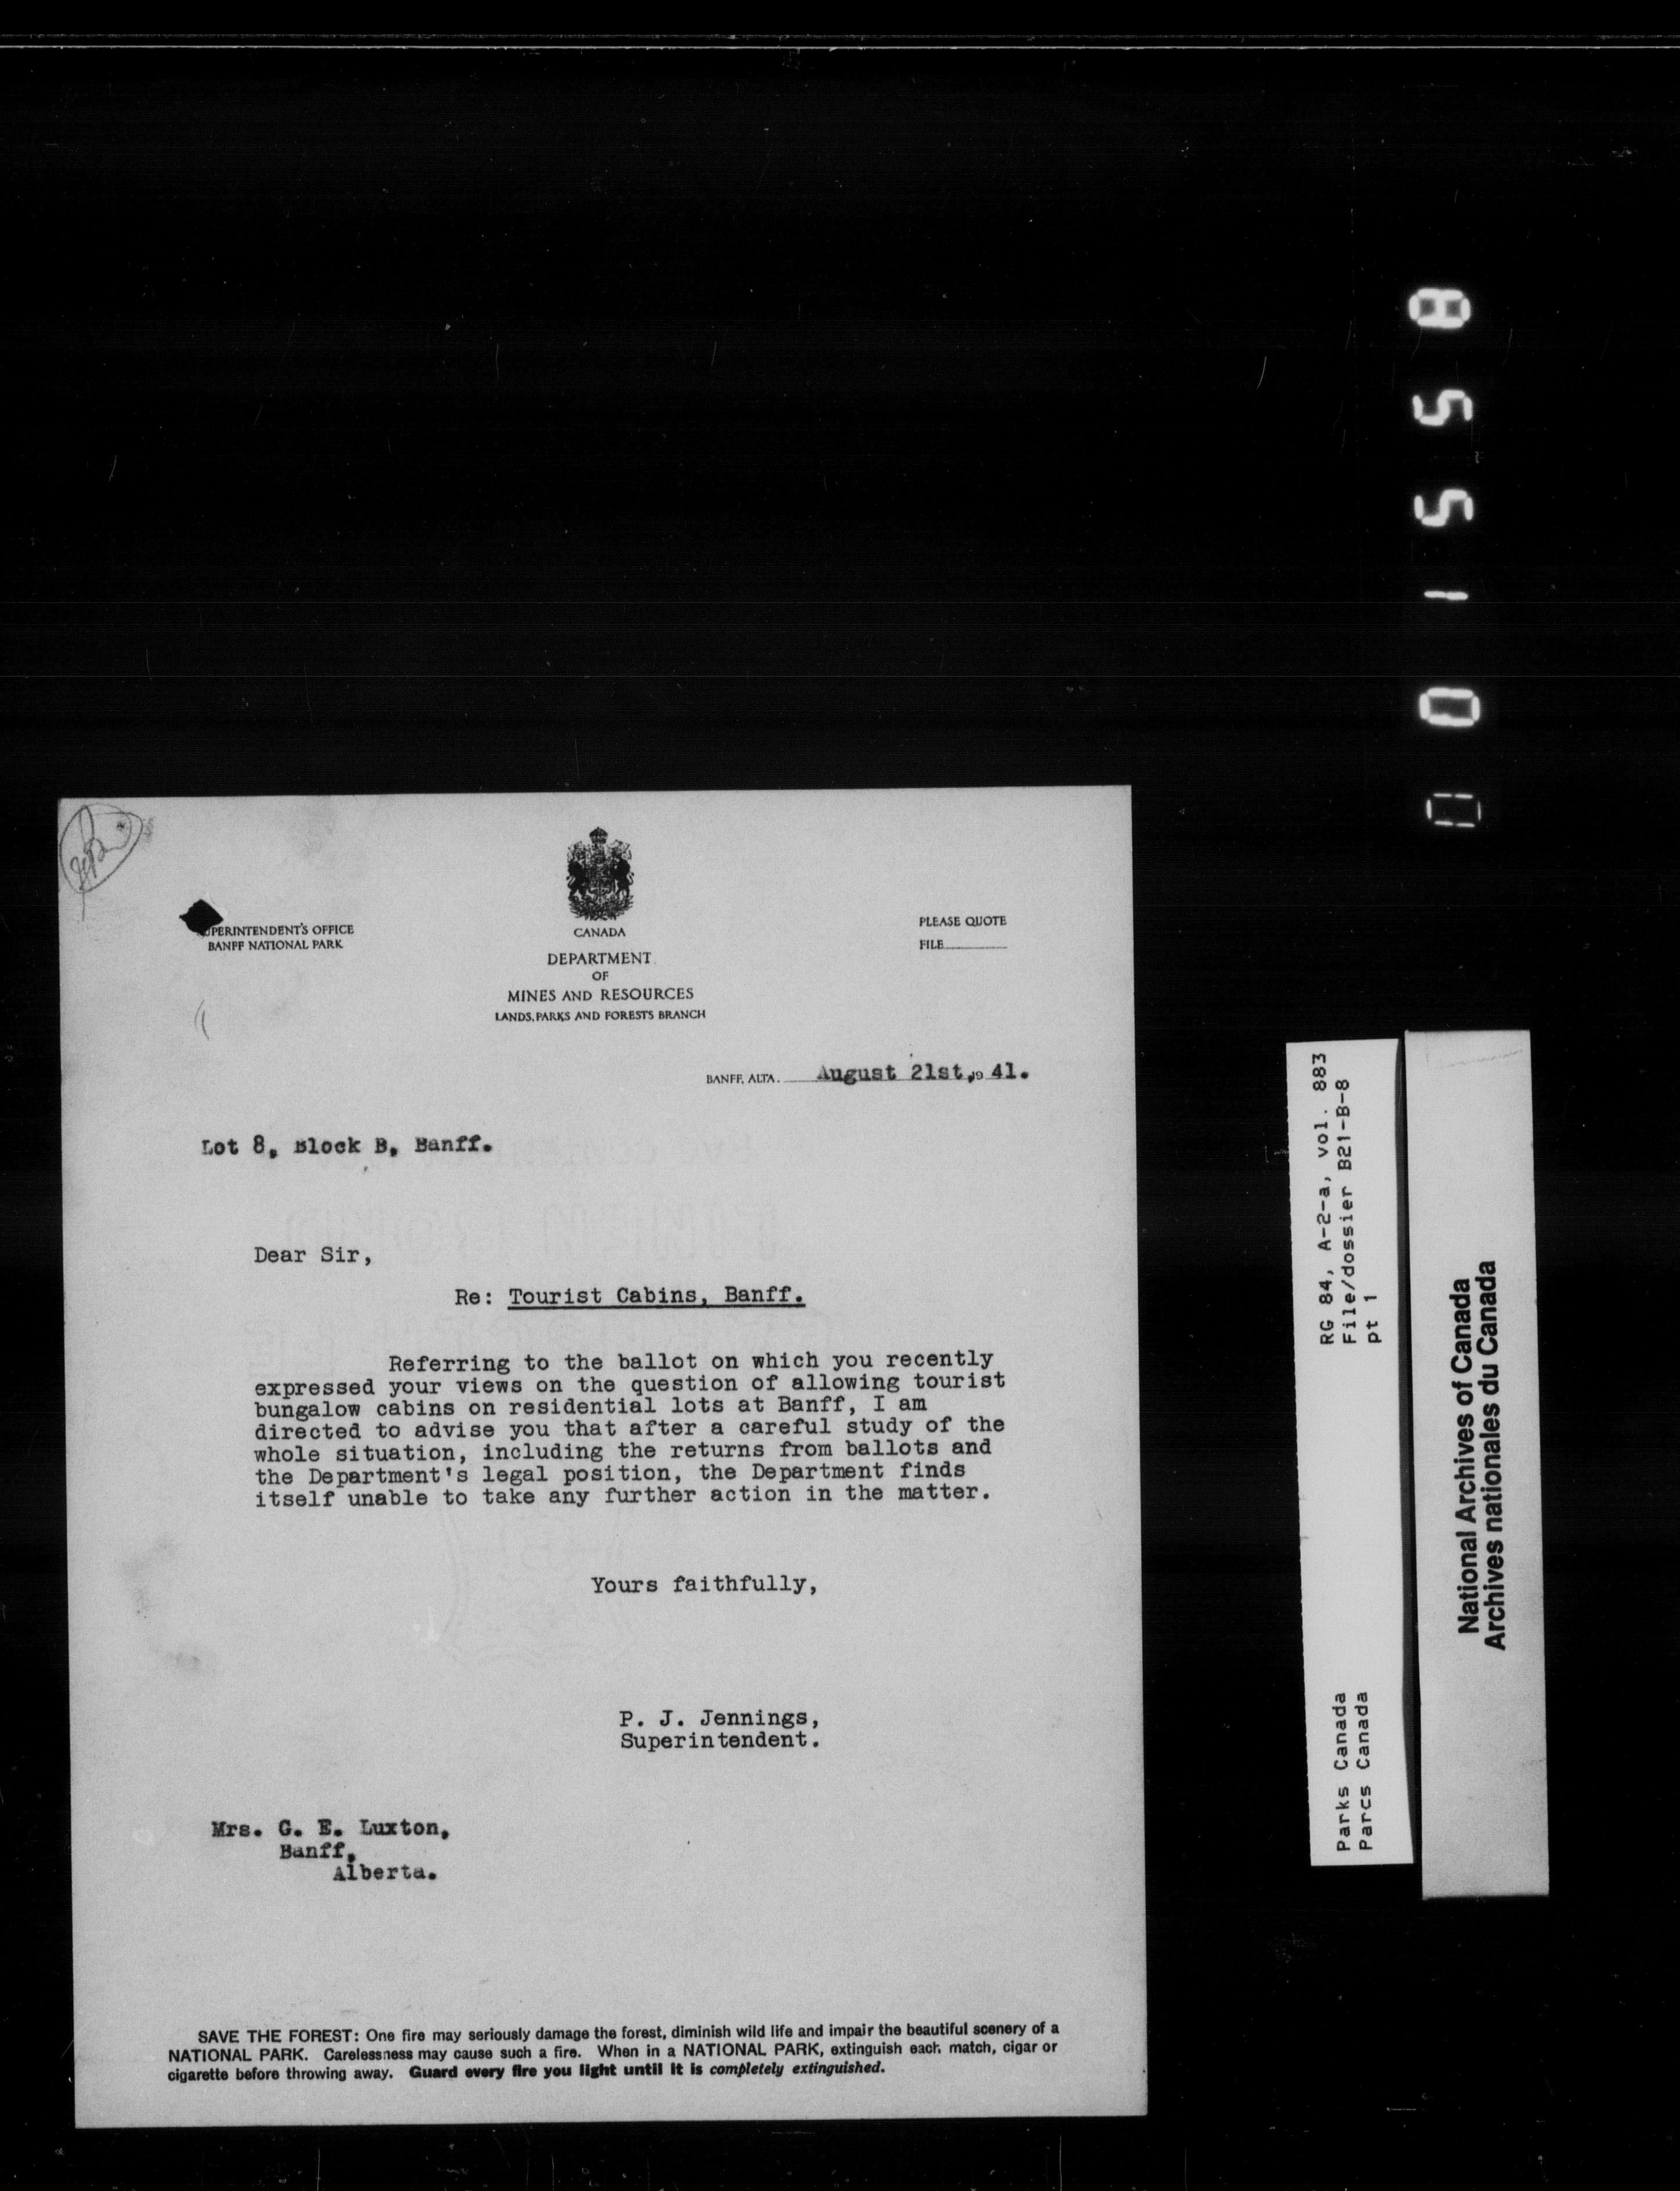 SUPERINTENDENT'S OFFICE
BANFF NATIONAL PARK
CANADA
DEPARTMENT
OF
MINES AND RESOURCES
LANDS, PARKS AND FORESTS BRANCH
PLEASE QUOTE
FILE
BANFF, ALTA. August 21st, 19 41.
Lot 8, Block B, Banff.
Dear Sir,
Re: Tourist Cabins, Banff.
Referring to the ballot on which you recently
expressed your views on the question of allowing tourist
bungalow cabins on residential lots at Banff, I am
directed to advise you that after a careful study of the
whole situation, including the returns from ballots and
the Department's legal position, the Department finds
itself unable to take any further action in the matter.
Yours faithfully,
P. J. Jennings,
Superintendent.
Mrs. G. E. Luxton,
Banff,
Alberta.
SAVE THE FOREST: One fire may seriously damage the forest, diminish wild life and impair the beautiful scenery of a
NATIONAL PARK. Carelessness may cause such a fire. When in a NATIONAL PARK, extinguish each match, cigar or
cigarette before throwing away. Guard every fire you light until it is completely extinguished.
RG 84, A-2-a, vol. 883
File/dossier B21-B-8
pt 1
Parks Canada
Parcs Canada
National Archives of Canada
Archives nationales du Canada
001558